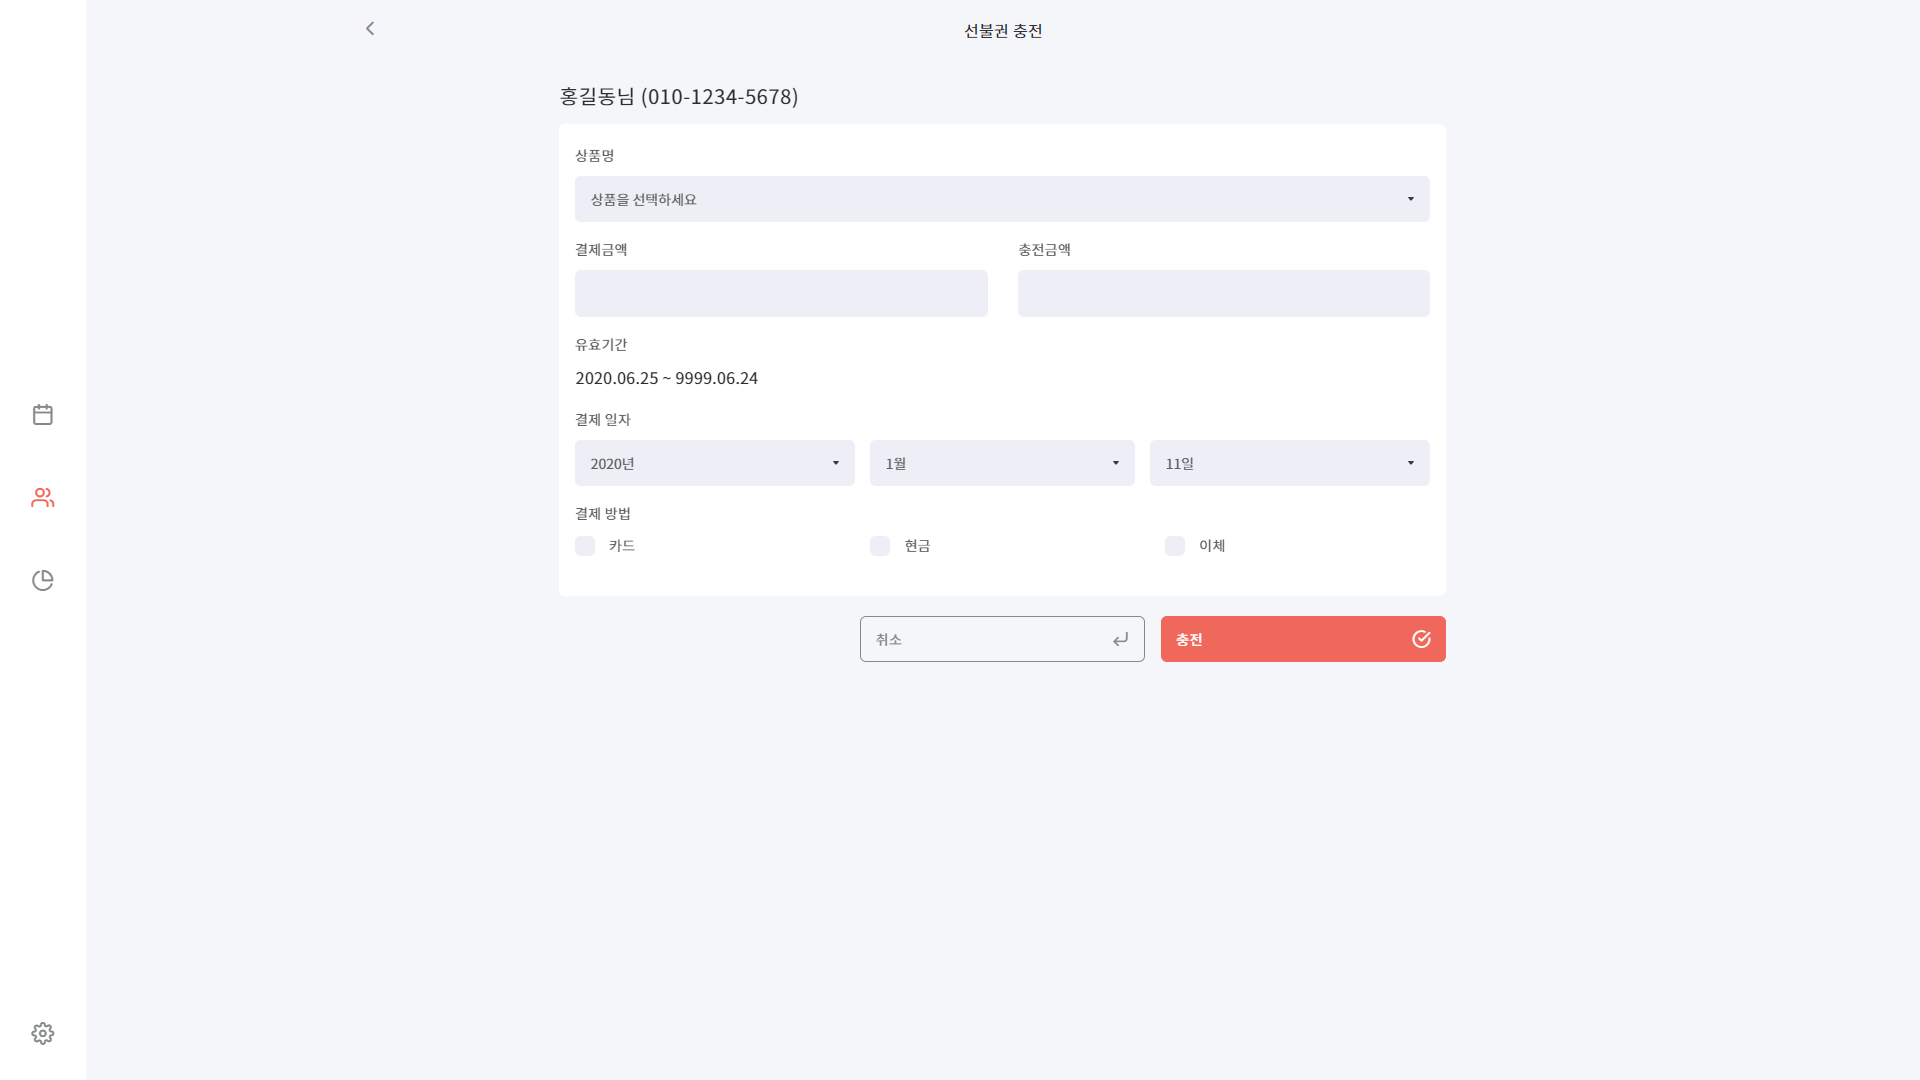 선불권 충전
홍길동님 (010-1234-5678)
상품명
상품을 선택하세요
결제금액 충전금액
유효기간
2020.06.25 ~ 9999.06.24
결제 일자
2020년 1월 11일
결제 방법
카드 현금 이체
취소 충전